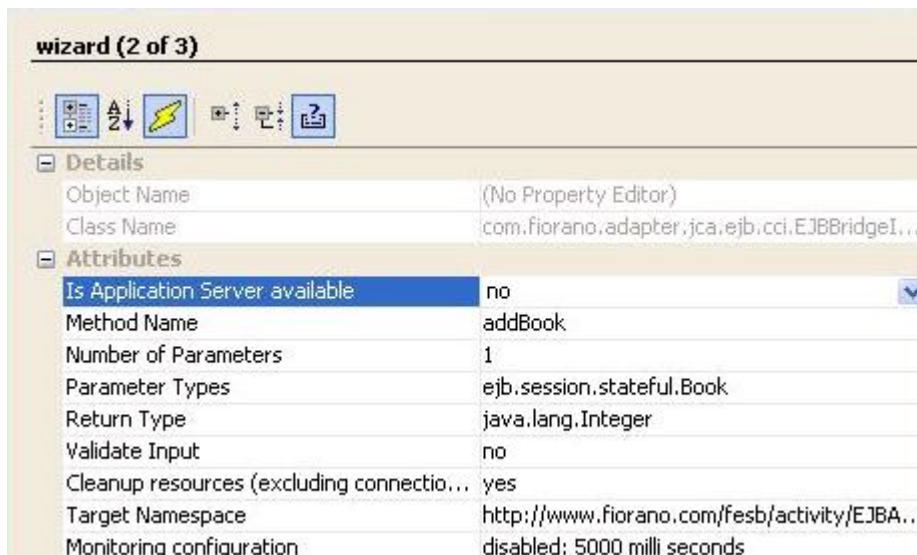 wizard (2 of 3)
A
Z
Details
Object Name (No Property Editor)
Class Name com.fiorano.adapter.jca.ejb.cci.EJBBridgeI...
Attributes
Is Application Server available no
Method Name addBook
Number of Parameters 1
Parameter Types ejb.session.stateful.Book
Return Type java.lang.Integer
Validate Input no
Cleanup resources (excluding connectio... yes
Target Namespace http://www.fiorano.com/fesb/activity/EJBA...
Monitoring configuration disabled; 5000 milli seconds